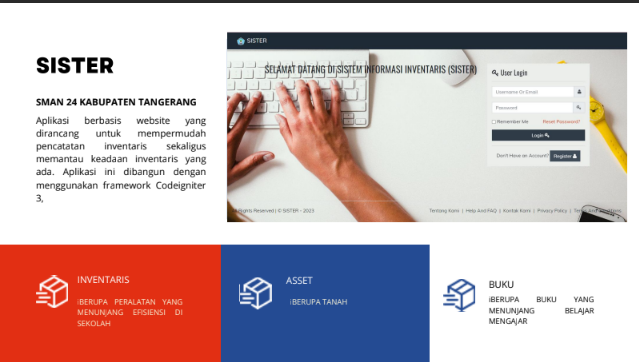 SISTER
SMAN 24 KABUPATEN TANGERANG
Aplikasi berbasis website yang
dirancang untuk mempermudah
pencatatan inventaris sekaligus
memantau keadaan inventaris yang
ada. Aplikasi ini dibangun dengan
menggunakan framework Codeigniter
3,
SISTER
SELAMAT DATANG DI SISTEM INFORMASI INVENTARIS (SISTER)
User Login
Username Or Email
Password
Remember Me Reset Password?
Login
Don't Have an Account? Register
Rights Reserved | © SISTER - 2023
Tentang Kami | Help And FAQ | Kontak Kami | Privacy Policy |
INVENTARIS
iBERUPA PERALATAN YANG
MENUNJANG EFISIENSI DI
SEKOLAH
ASSET
iBERUPA TANAH
BUKU
iBERUPA BUKU YANG
MENUNJANG BELAJAR
MENGAJAR